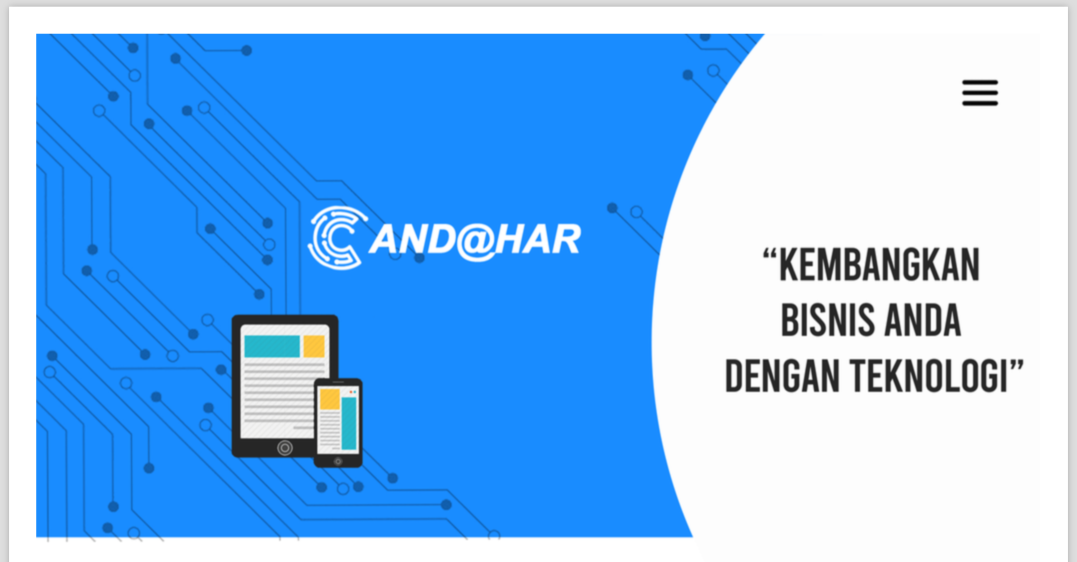 CAND@HAR
“KEMBANGKAN
BISNIS ANDA
DENGAN TEKNOLOGI”